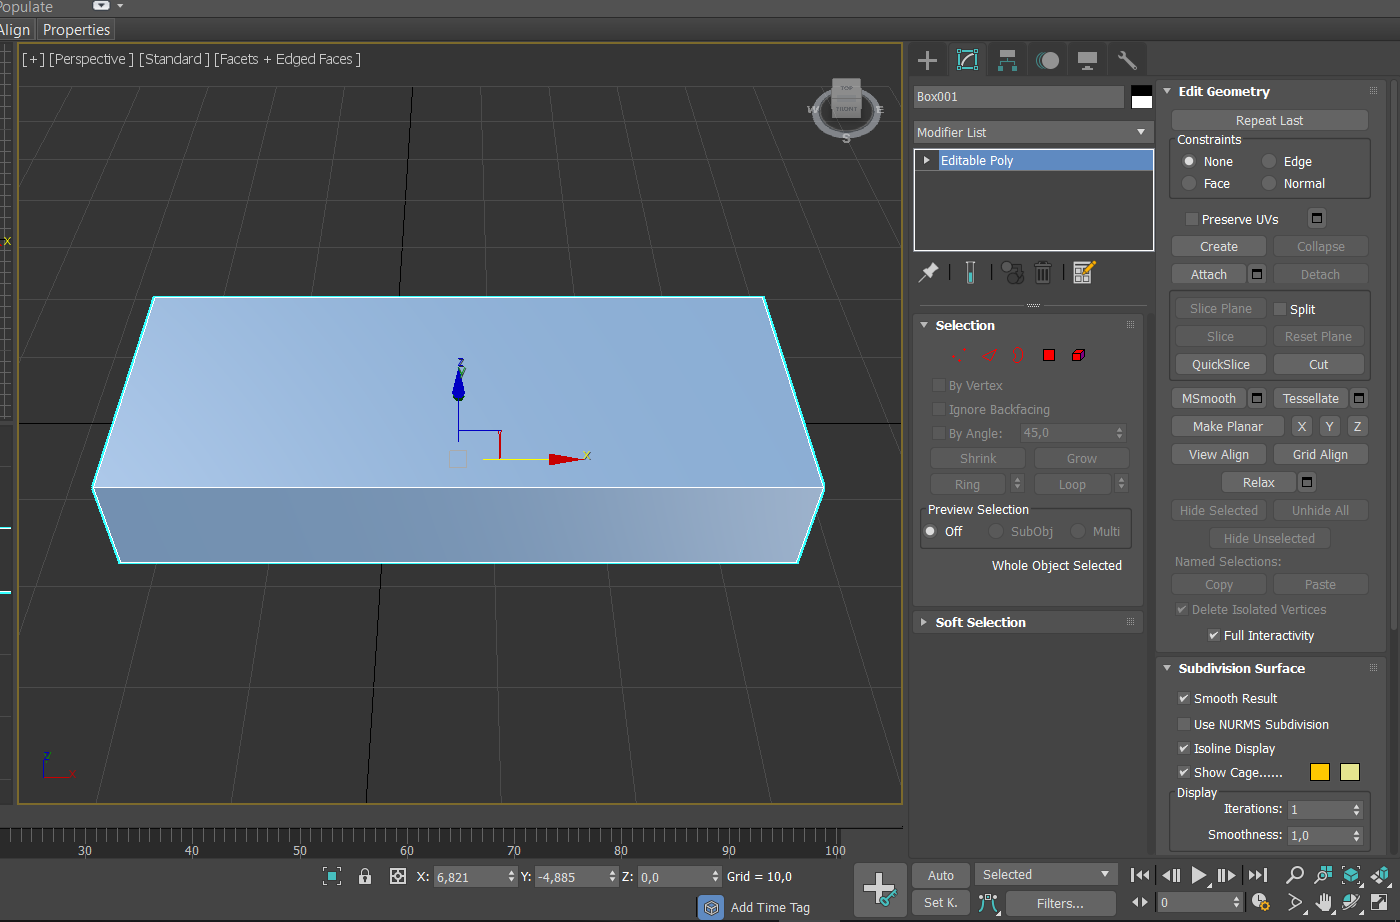 Populate
Align Properties
[ + ] [Perspective ] [Standard ] [Facets + Edged Faces ]
TOP
FRONT
W
E
S
Box001
Modifier List
Editable Poly
Selection
By Vertex
Ignore Backfacing
By Angle: 45,0
Shrink Grow
Ring Loop
Preview Selection
Off SubObj Multi
Whole Object Selected
Soft Selection
Edit Geometry
Repeat Last
Constraints
None Edge
Face Normal
Preserve UVs
Create Collapse
Attach Detach
Slice Plane Split
Slice Reset Plane
QuickSlice Cut
MSmooth Tessellate
Make Planar X Y Z
View Align Grid Align
Relax
Hide Selected Unhide All
Hide Unselected
Named Selections:
Copy Paste
Delete Isolated Vertices
Full Interactivity
Subdivision Surface
Smooth Result
Use NURMS Subdivision
Isoline Display
Show Cage......
Display
Iterations: 1
Smoothness: 1,0
x
z
y
x
z
x
30 40 50 60 70 80 90 100
X: 6,821 Y: -4,885 Z: 0,0 Grid = 10,0
Add Time Tag
Auto Selected
Set K. Filters...
0